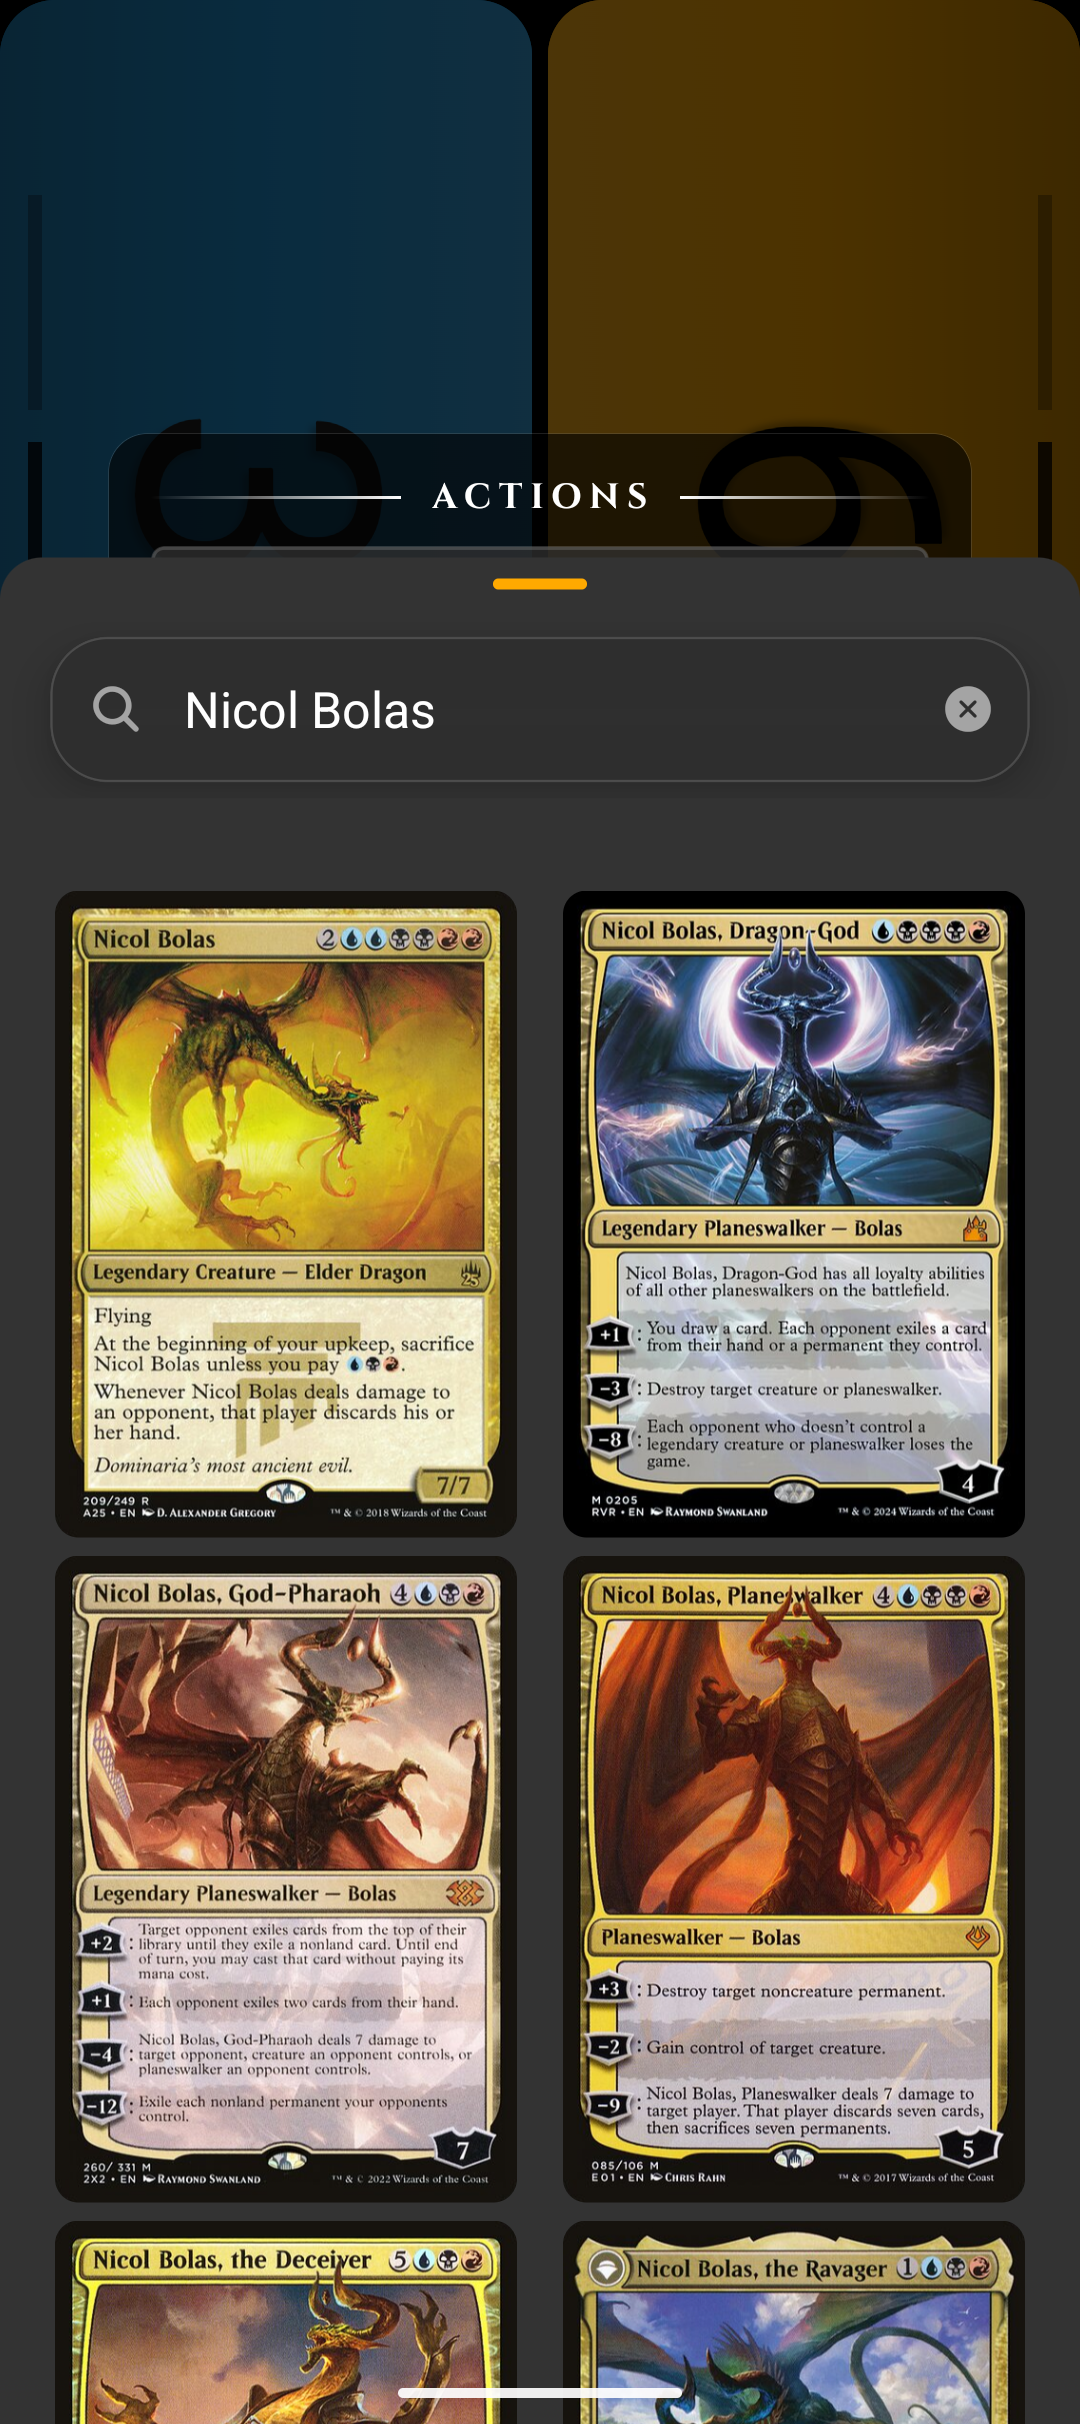 3
6
ACTIONS
Nicol Bolas
Nicol Bolas 2
Legendary Creature — Elder Dragon
25
Flying
At the beginning of your upkeep, sacrifice
Nicol Bolas unless you pay .
Whenever Nicol Bolas deals damage to
an opponent, that player discards his or
her hand.
Dominaria's most ancient evil.
7/7
209/249 R
A25 • EN D. ALEXANDER GREGORY ™ & © 2018 Wizards of the Coast
Nicol Bolas, Dragon-God
Legendary Planeswalker — Bolas
Nicol Bolas, Dragon-God has all loyalty abilities
of all other planeswalkers on the battlefield.
+1 : You draw a card. Each opponent exiles a card
from their hand or a permanent they control.
−3 : Destroy target creature or planeswalker.
−8 : Each opponent who doesn't control a
legendary creature or planeswalker loses the
game.
4
M 0205
RVR • EN RAYMOND SWANLAND ™ & © 2024 Wizards of the Coast
Nicol Bolas, God-Pharaoh 4
Legendary Planeswalker — Bolas
+2 : Target opponent exiles cards from the top of their
library until they exile a nonland card. Until end
of turn, you may cast that card without paying its
mana cost.
+1 : Each opponent exiles two cards from their hand.
−4 : Nicol Bolas, God-Pharaoh deals 7 damage to
target opponent, creature an opponent controls, or
planeswalker an opponent controls.
−12 : Exile each nonland permanent your opponents
control.
7
260/ 331 M
2X2 • EN RAYMOND SWANLAND ™ & © 2022 Wizards of the Coast
Nicol Bolas, Planeswalker 4
Planeswalker — Bolas
+3 : Destroy target noncreature permanent.
−2 : Gain control of target creature.
−9 : Nicol Bolas, Planeswalker deals 7 damage to
target player. That player discards seven cards,
then sacrifices seven permanents.
5
085/106 M
E01 • EN CHRIS RAHN ™ & © 2017 Wizards of the Coast
Nicol Bolas, the Deceiver 5
Nicol Bolas, the Ravager 1